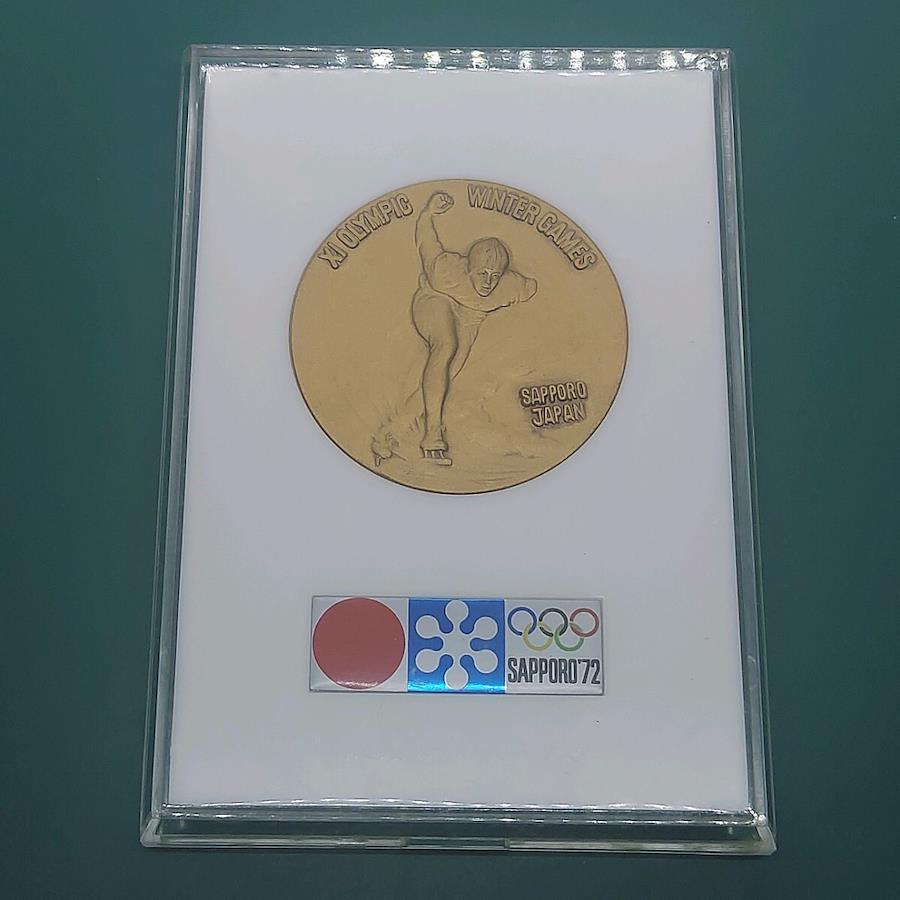 XI OLYMPIC WINTER GAMES
SAPPORO
JAPAN
SAPPORO'72